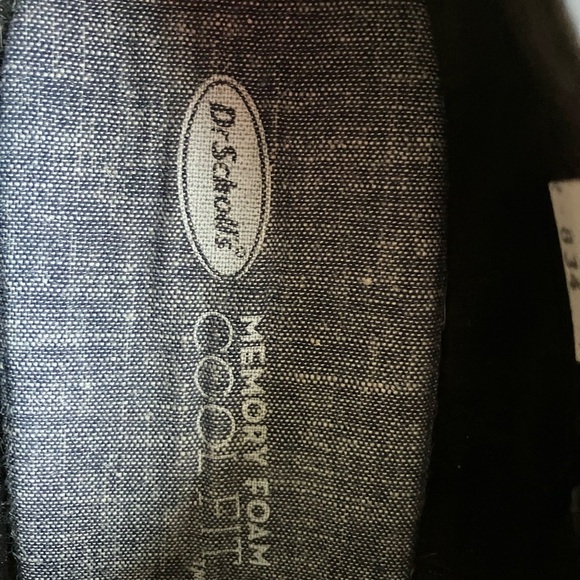 Dr. Scholl's
MEMORY FOAM
COOL FIT